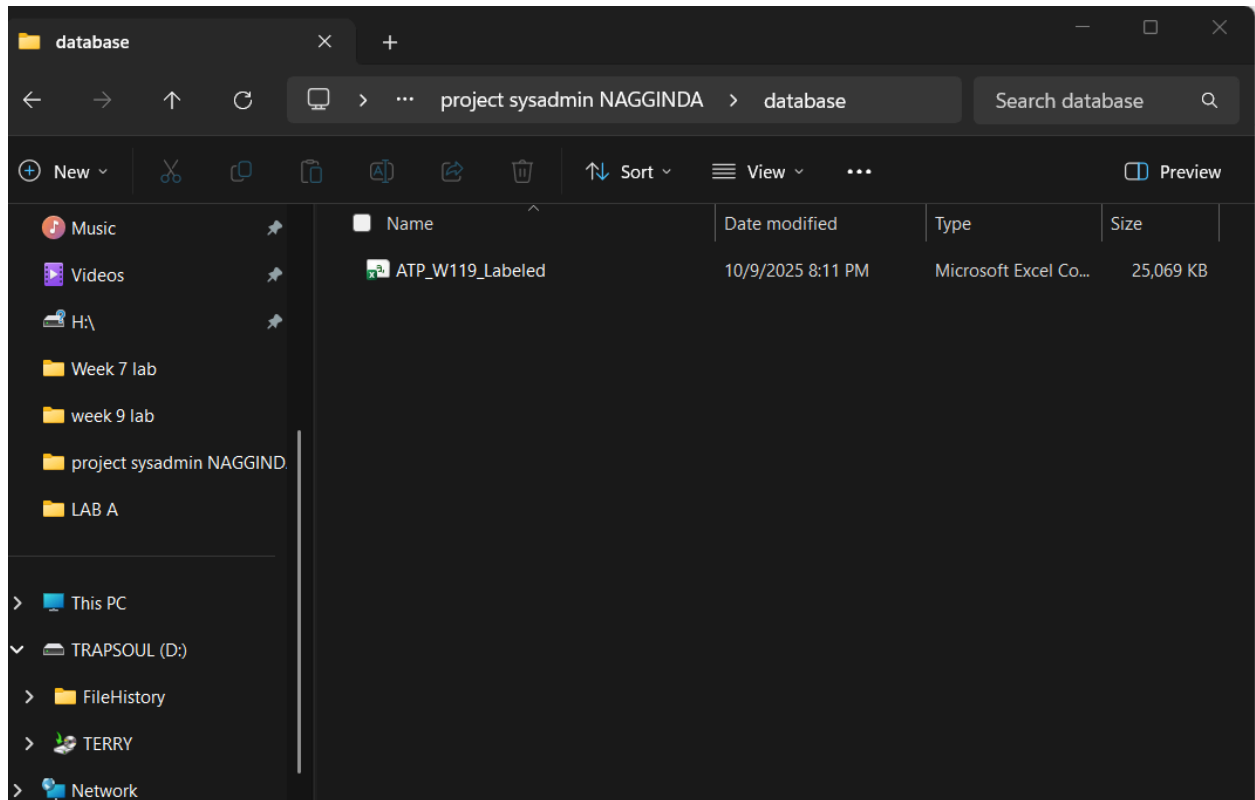 database
project sysadmin NAGGINDA > database
Search database
New
Sort
View
Preview
Music
Videos
H:\
Week 7 lab
week 9 lab
project sysadmin NAGGIND
LAB A
This PC
TRAPSOUL (D:)
FileHistory
TERRY
Network
Name Date modified Type Size
ATP_W119_Labeled 10/9/2025 8:11 PM Microsoft Excel Co... 25,069 KB